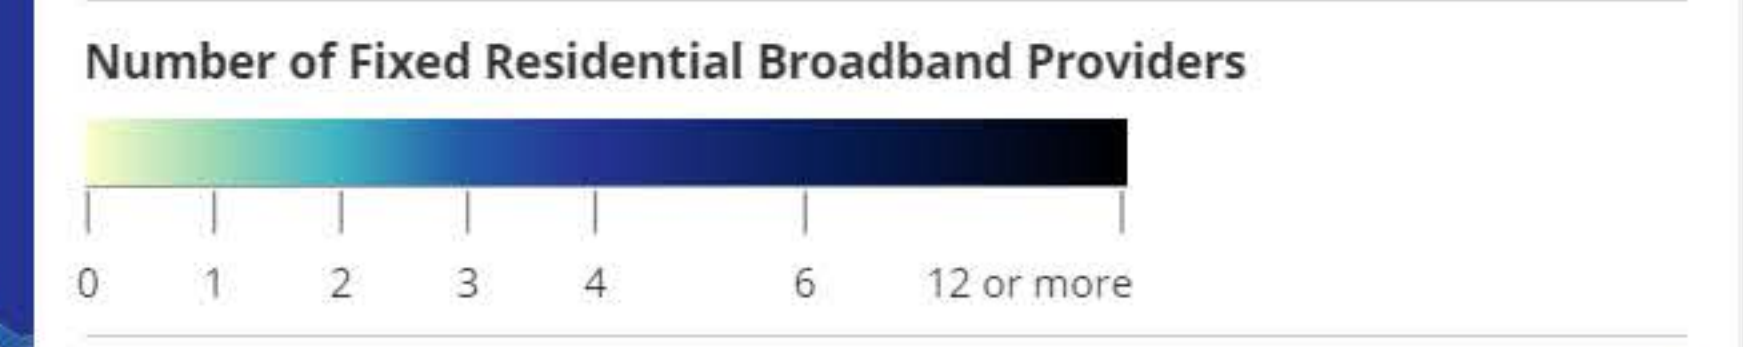 Number of Fixed Residential Broadband Providers
0 1 2 3 4 6 12 or more